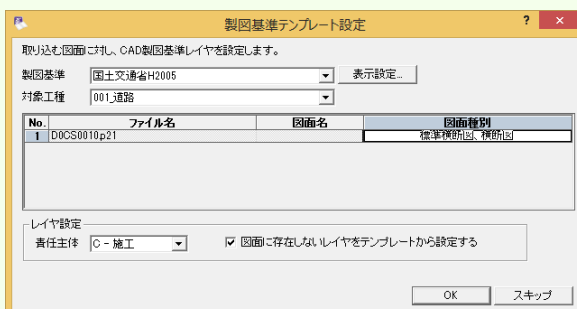 製図基準テンプレート設定
? ×
取り込む図面に対し、CAD製図基準レイヤを設定します。
製図基準 国土交通省H2005 表示設定...
対象工種 001_道路
No. ファイル名 図面名 図面種別
1 D0CS0010.p21 標準横断図、横断図
レイヤ設定
責任主体 C - 施工 図面に存在しないレイヤをテンプレートから設定する
OK スキップ